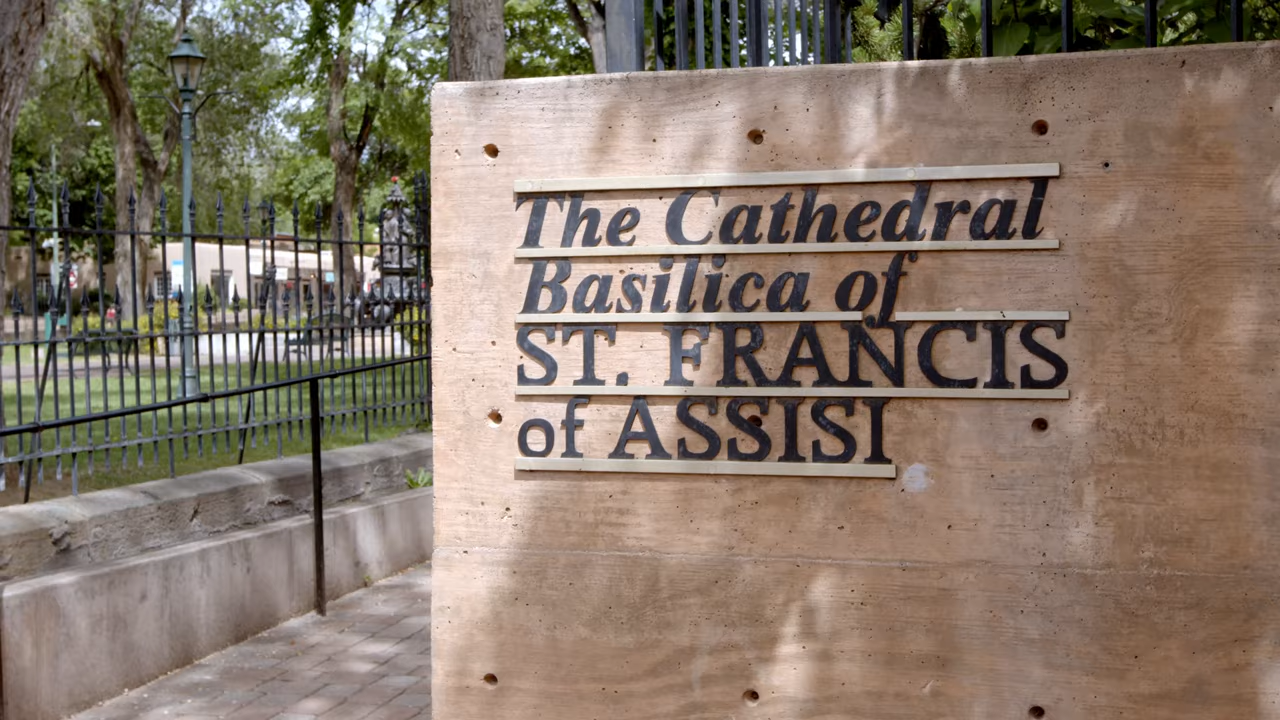 The Cathedral
Basilica of
ST. FRANCIS
of ASSISI